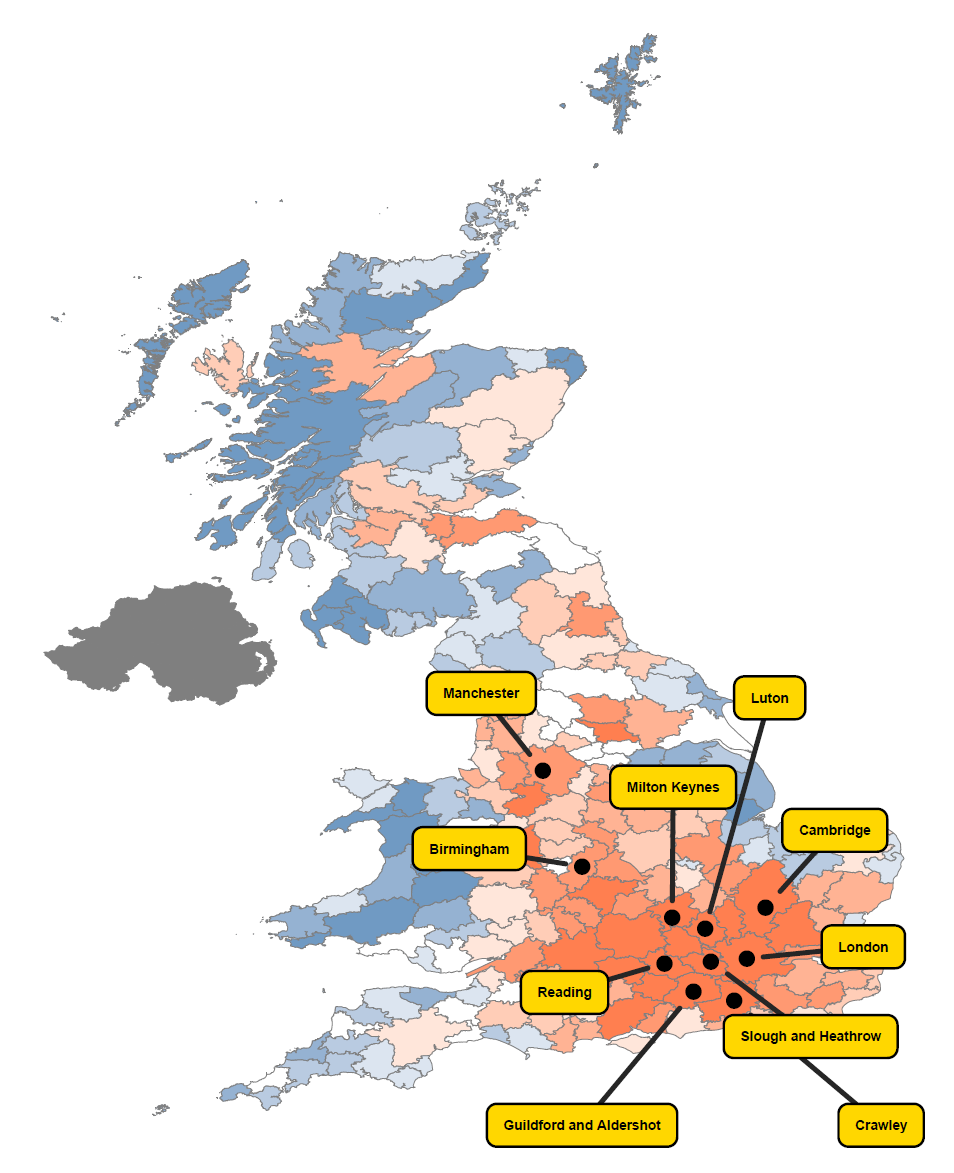 Manchester
Luton
Milton Keynes
Cambridge
Birmingham
London
Reading
Slough and Heathrow
Guildford and Aldershot
Crawley